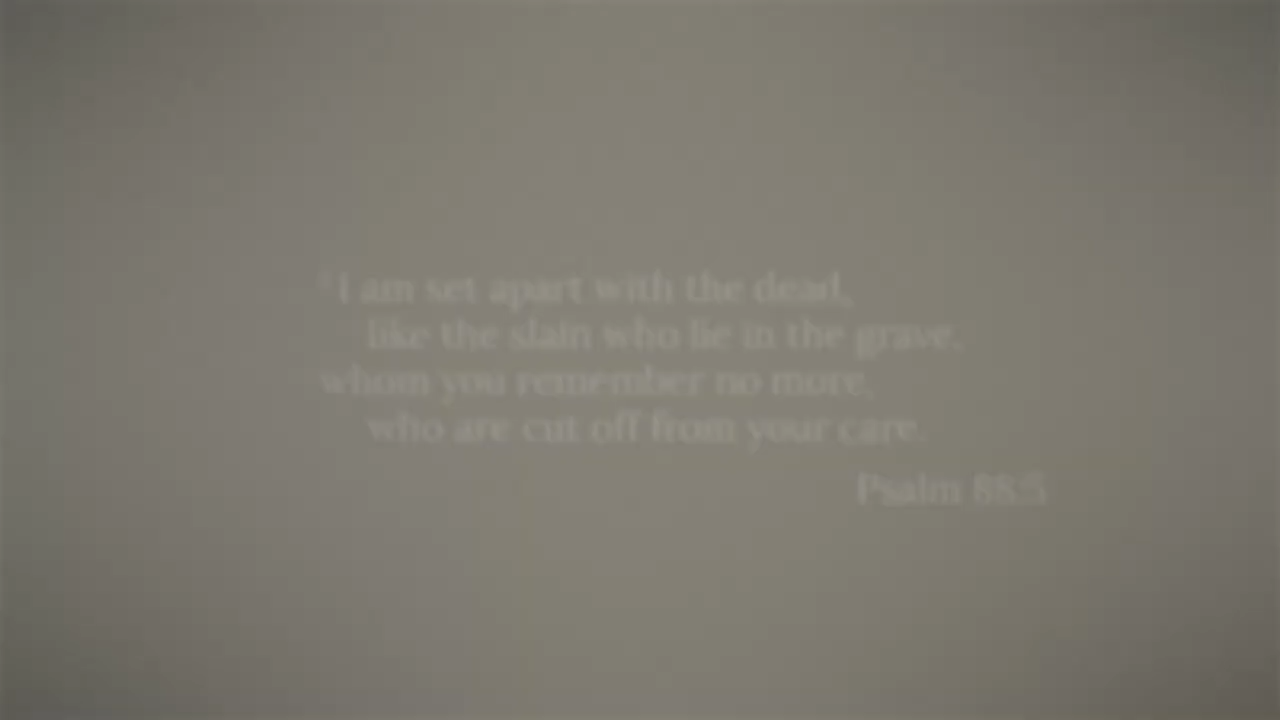 I am set apart with the dead,
like the slain who lie in the grave,
whom you remember no more,
who are cut off from your care.
Psalm 88:5